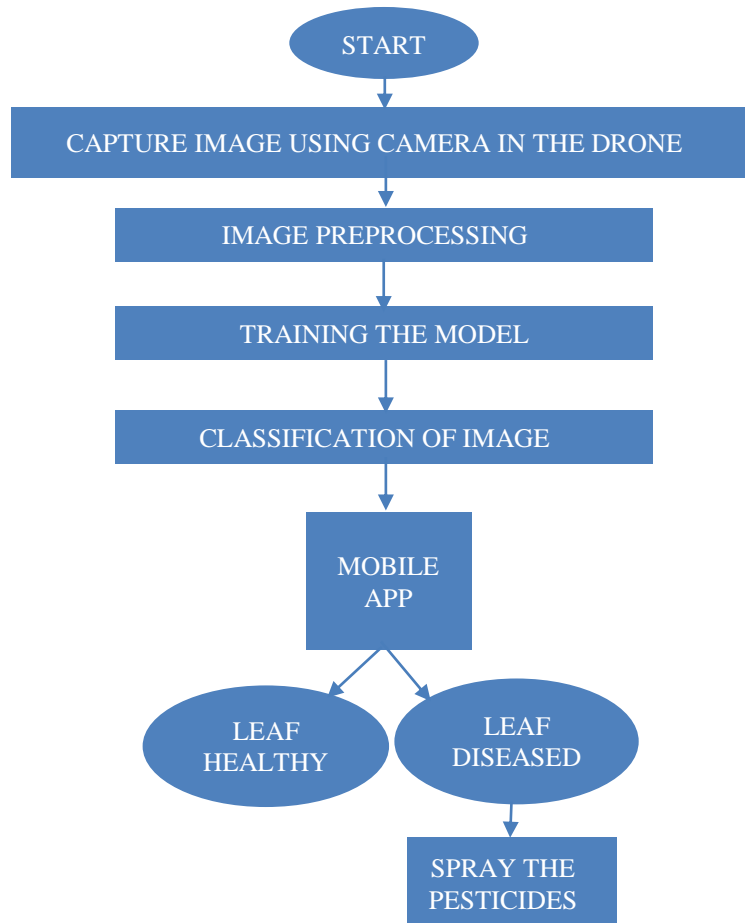 START
CAPTURE IMAGE USING CAMERA IN THE DRONE
IMAGE PREPROCESSING
TRAINING THE MODEL
CLASSIFICATION OF IMAGE
MOBILE
APP
LEAF
HEALTHY
LEAF
DISEASED
SPRAY THE
PESTICIDES